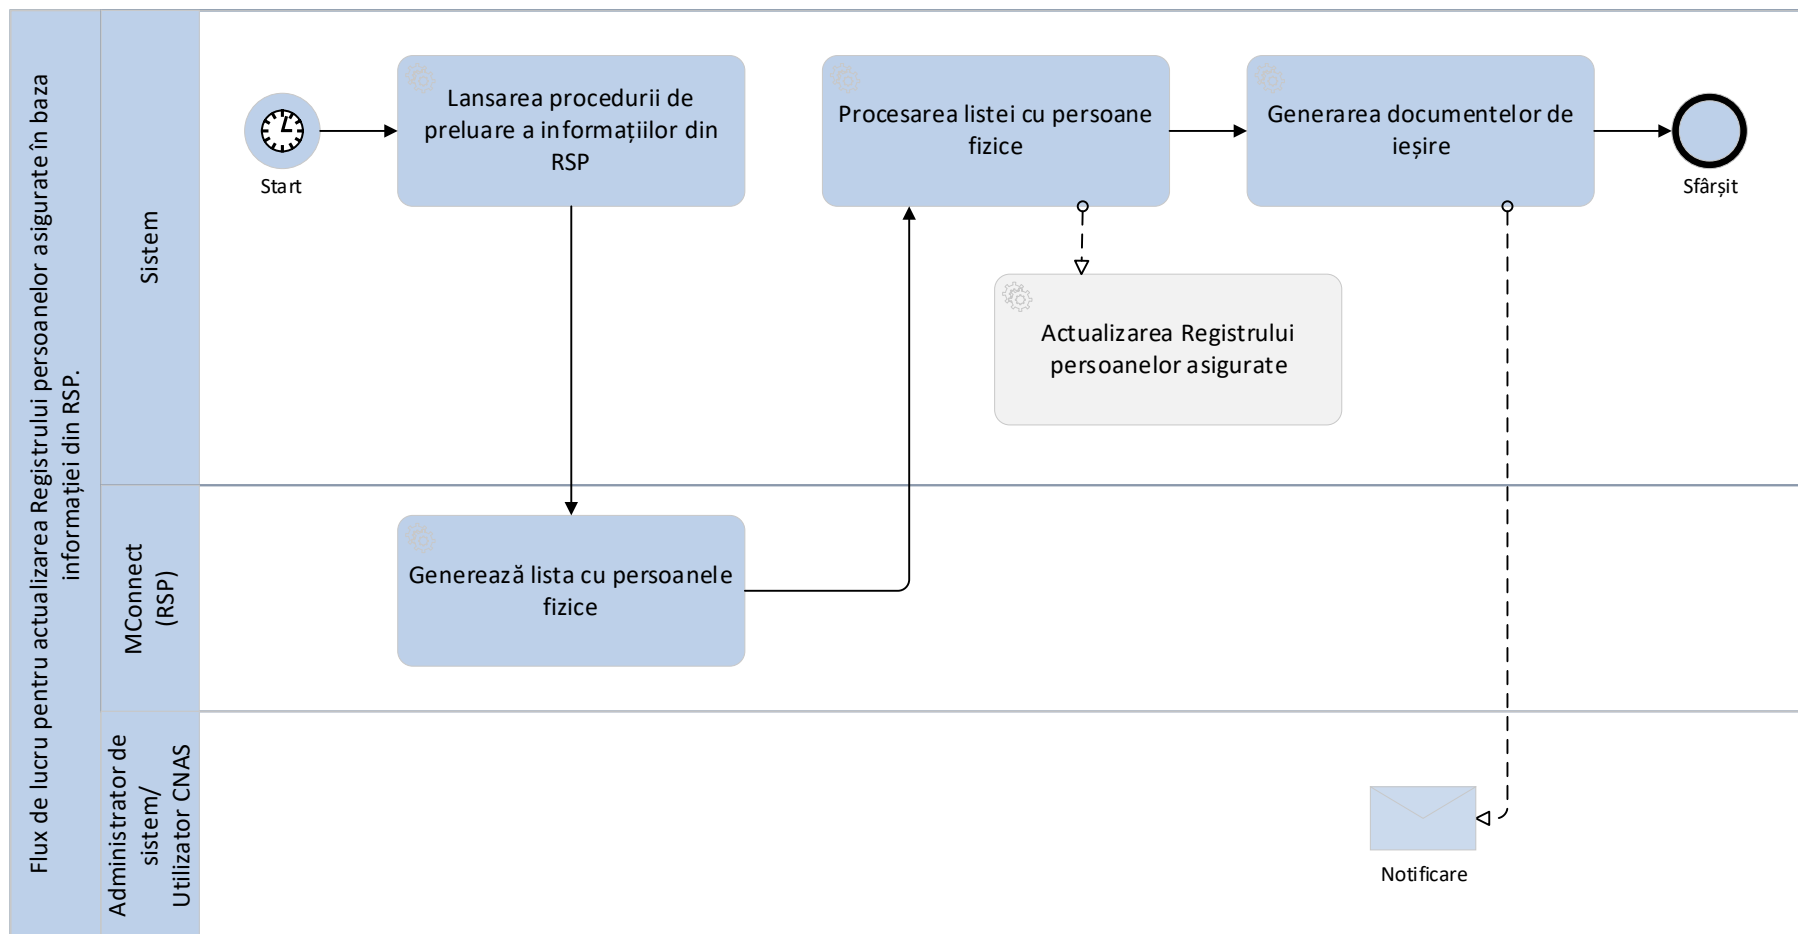 Flux de lucru pentru actualizarea Registrului persoanelor asigurate în baza
informației din RSP.
Sistem
Start
Lansarea procedurii de
preluare a informațiilor din
RSP
Procesarea listei cu persoane
fizice
Generarea documentelor de
ieșire
Sfârșit
Actualizarea Registrului
persoanelor asigurate
MConnect
(RSP)
Generează lista cu persoanele
fizice
Administrator de
sistem/
Utilizator CNAS
Notificare